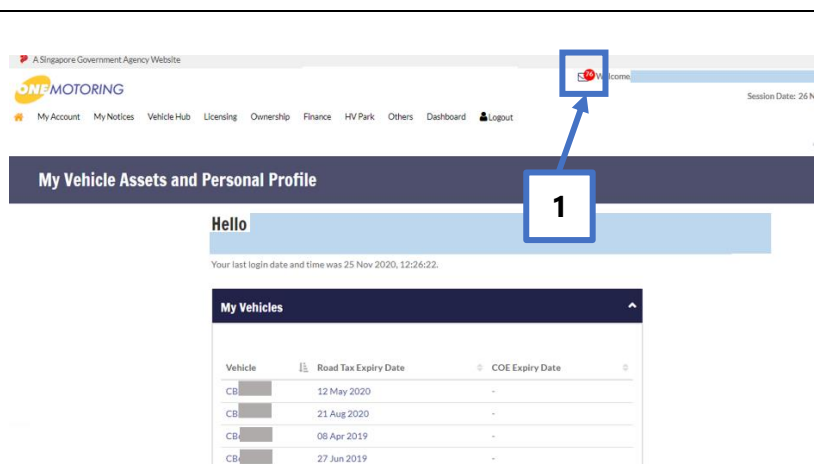 A Singapore Government Agency Website
76 Welcome
ONEMOTORING
Session Date: 26 N
My Account My Notices Vehicle Hub Licensing Ownership Finance HV Park Others Dashboard Logout
My Vehicle Assets and Personal Profile
1
Hello
Your last login date and time was 25 Nov 2020, 12:26:22.
My Vehicles
Vehicle Road Tax Expiry Date COE Expiry Date
CB 12 May 2020 -
CB 21 Aug 2020 -
CB 08 Apr 2019 -
CB 27 Jun 2019 -